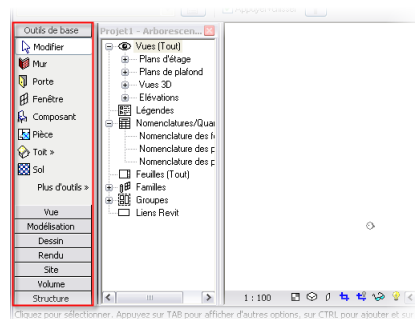 Outils de base
Modifier
Mur
Porte
Fenêtre
Composant
Pièce
Toit »
Sol
Plus d'outils »
Vue
Modélisation
Dessin
Rendu
Site
Volume
Structure
Projet1 - Arborescen...
Vues (Tout)
Plans d'étage
Plans de plafond
Vues 3D
Elévations
Légendes
Nomenclatures/Quan
Nomenclature des
Nomenclature des
Nomenclature des
Feuilles (Tout)
Familles
Groupes
Liens Revit
1 : 100
Cliquez pour sélectionner. Appuyez sur TAB pour afficher d'autres options, sur CTRL pour ajouter et sur